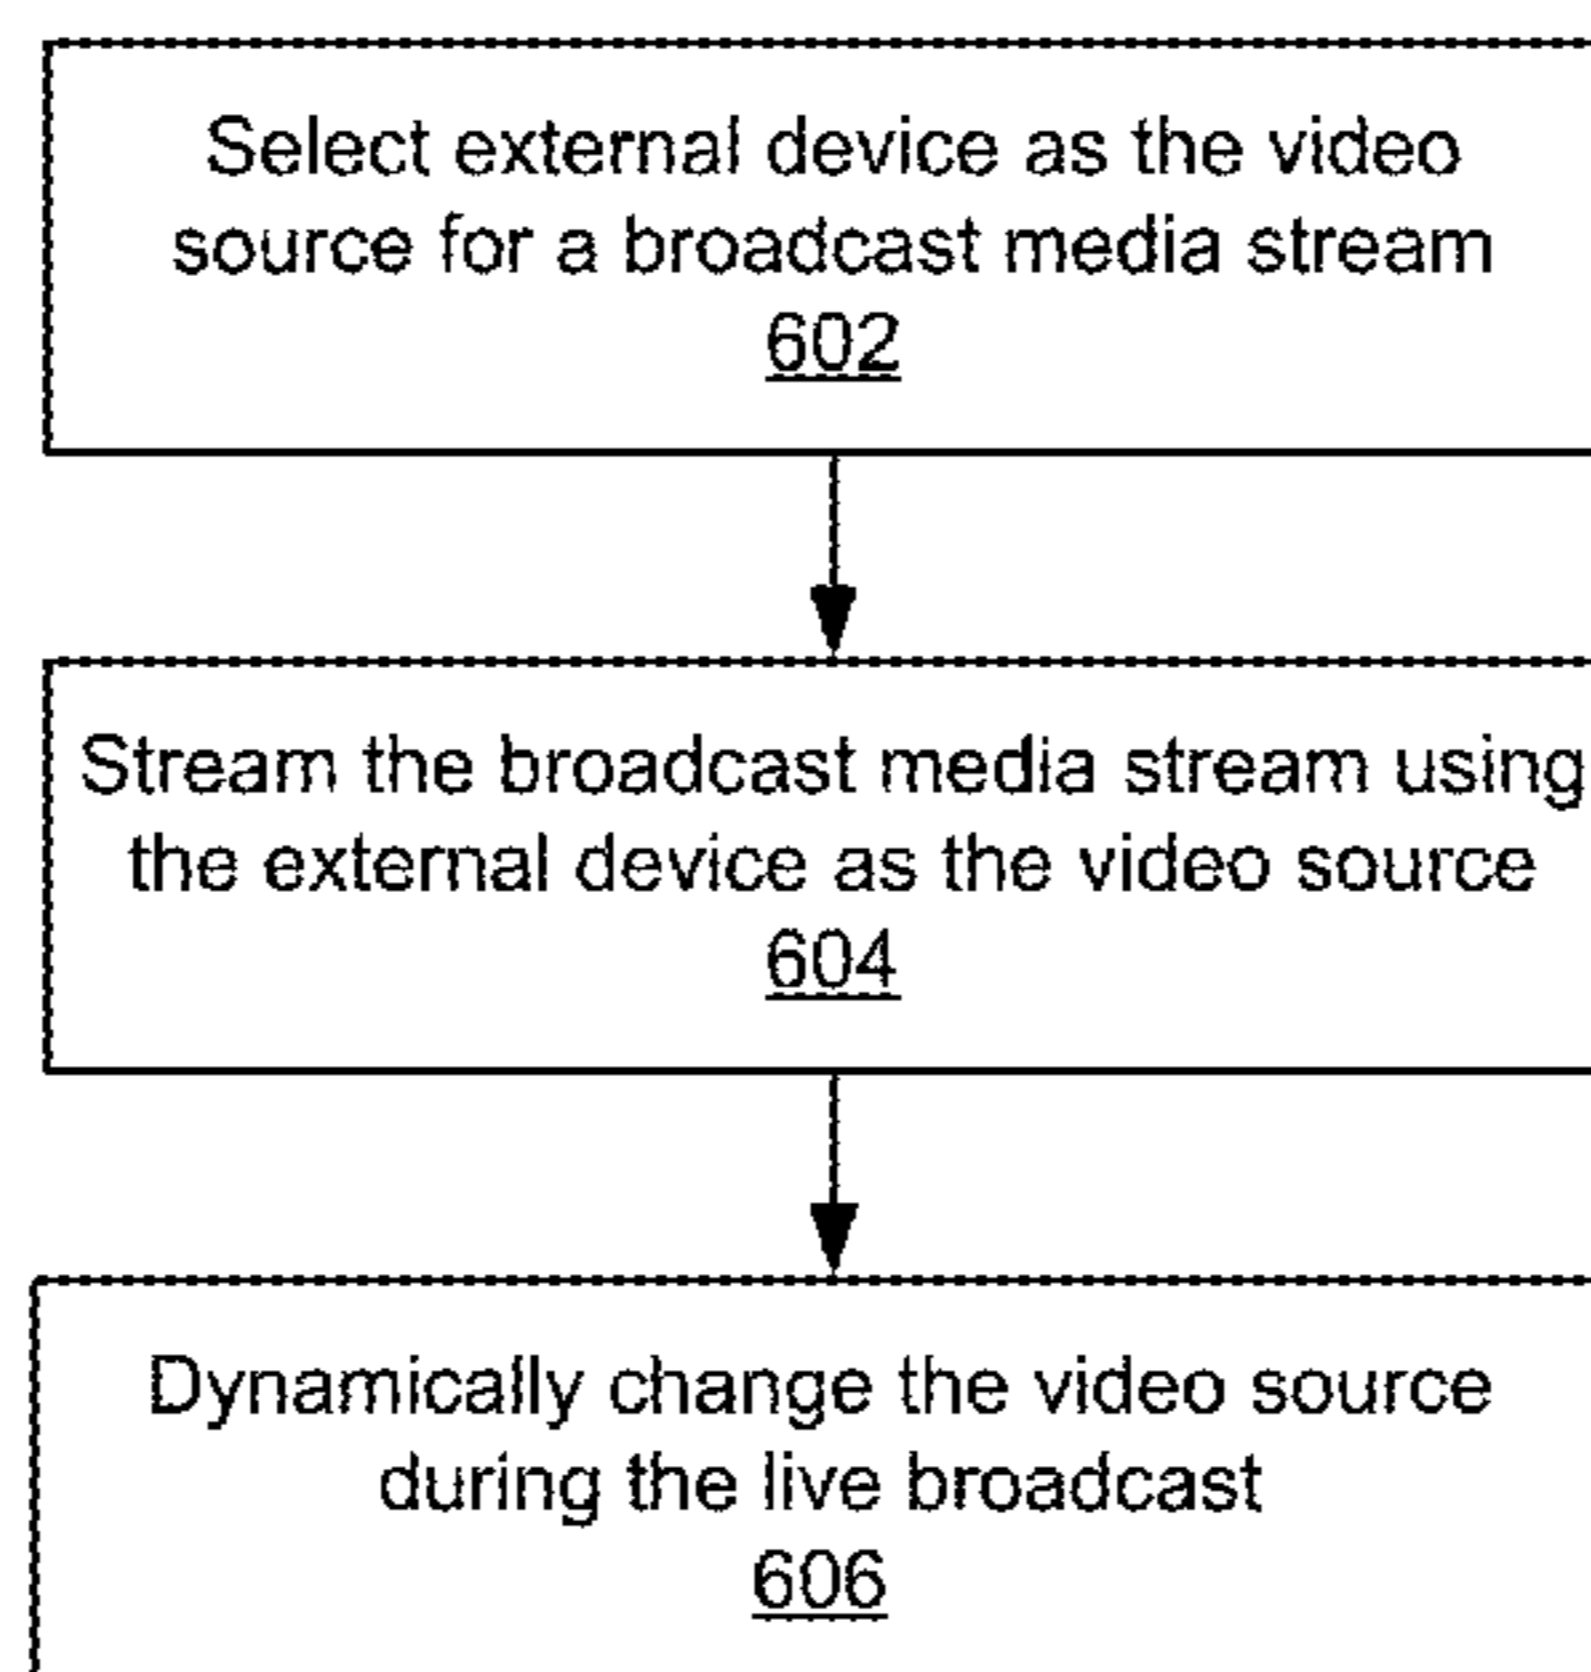 Select external device as the video
source for a broadcast media stream
602
Stream the broadcast media stream using
the external device as the video source
604
Dynamically change the video source
during the live broadcast
606